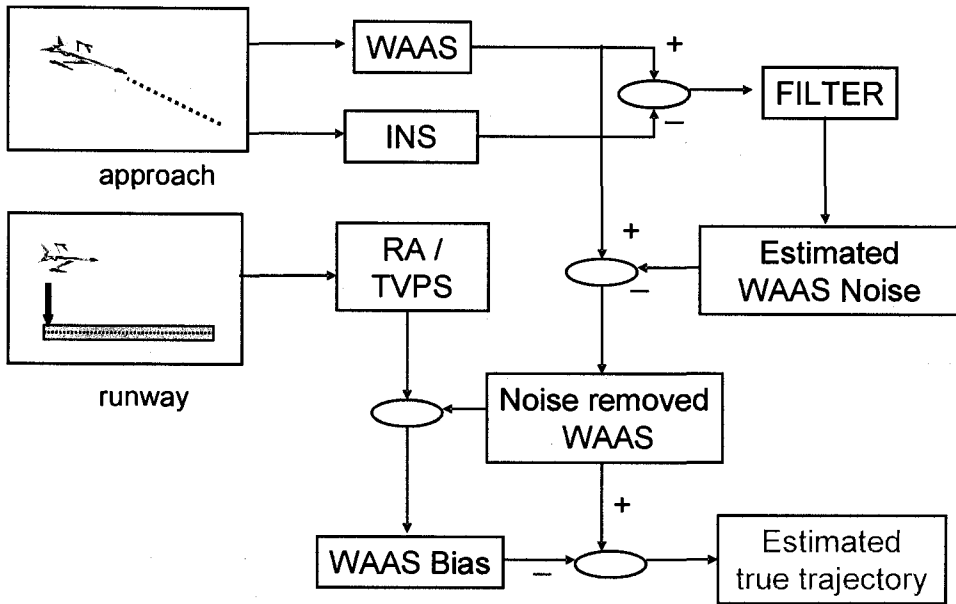 WAAS
+
INS
−
FILTER
approach
RA /
TVPS
+
−
Estimated
WAAS Noise
runway
Noise removed
WAAS
+
WAAS Bias
−
Estimated
true trajectory